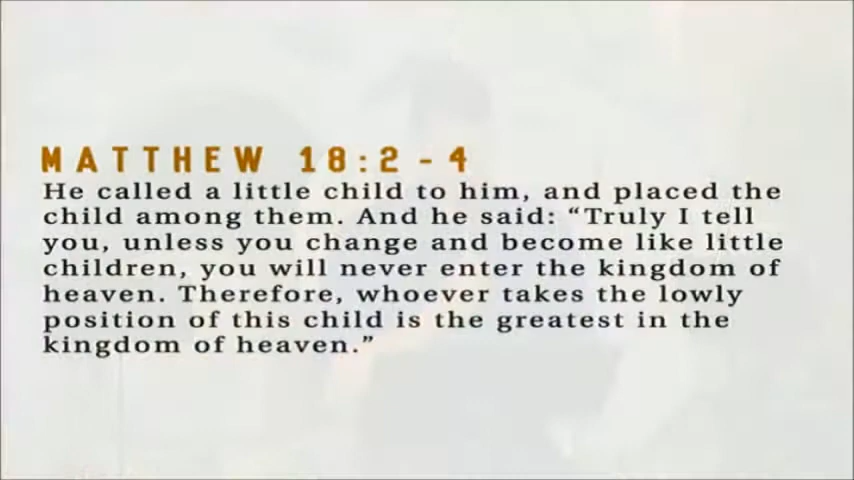 MATTHEW 18:2-4
He called a little child to him, and placed the
child among them. And he said: “Truly I tell
you, unless you change and become like little
children, you will never enter the kingdom of
heaven. Therefore, whoever takes the lowly
position of this child is the greatest in the
kingdom of heaven.”